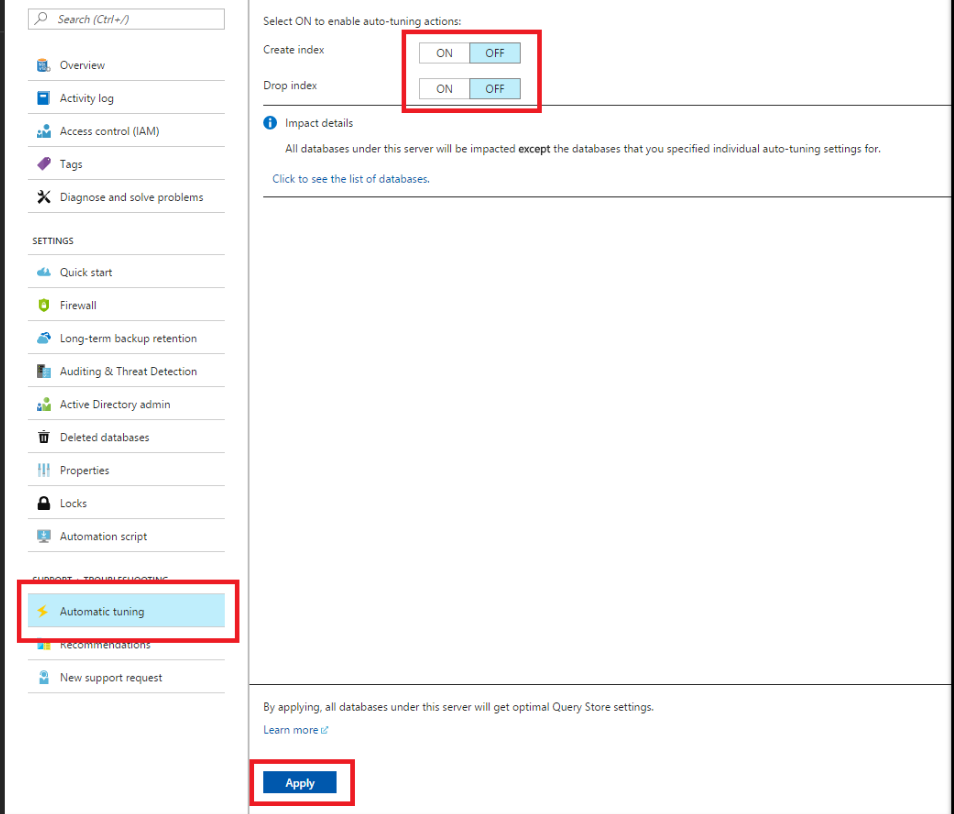 Search (Ctrl+/)
Overview
Activity log
Access control (IAM)
Tags
Diagnose and solve problems
SETTINGS
Quick start
Firewall
Long-term backup retention
Auditing & Threat Detection
Active Directory admin
Deleted databases
Properties
Locks
Automation script
SUPPORT + TROUBLESHOOTING
Automatic tuning
Recommendations
New support request
Select ON to enable auto-tuning actions:
Create index ON OFF
Drop index ON OFF
Impact details
All databases under this server will be impacted except the databases that you specified individual auto-tuning settings for.
Click to see the list of databases.
By applying, all databases under this server will get optimal Query Store settings.
Learn more
Apply